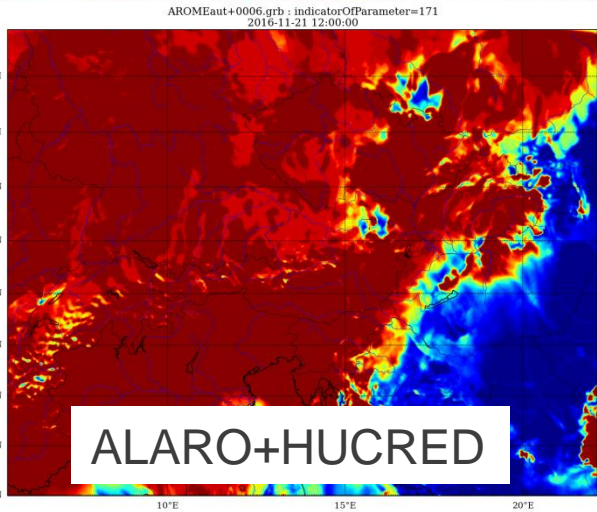 AROMEaut+0006.grb : indicatorOfParameter=171
2016-11-21 12:00:00
ALARO+HUCRED
10°E 15°E 20°E